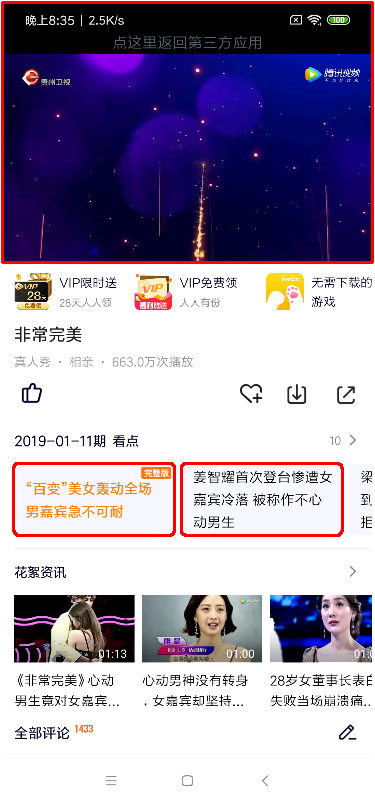 晚上8:35 | 2.5K/s
100
点这里返回第三方应用
贵州卫视
腾讯视频
VIP限时送
28天人人领
VIP免费领
人人有份
无需下载的
游戏
VIP
28天
VIP
iwan
非常完美
真人秀 · 相亲 · 663.0万次播放
2019-01-11期 看点
10
完整版
“百变”美女轰动全场
男嘉宾急不可耐
姜智耀首次登台惨遭女
嘉宾冷落 被称作不心
动男生
梁
到
拒
花絮资讯
01:13
01:00
《非常完美》心动
男生竟对女嘉宾...
心动男神没有转身
，女嘉宾却坚持...
28岁女董事长表白
失败当场崩溃痛...
全部评论 1433